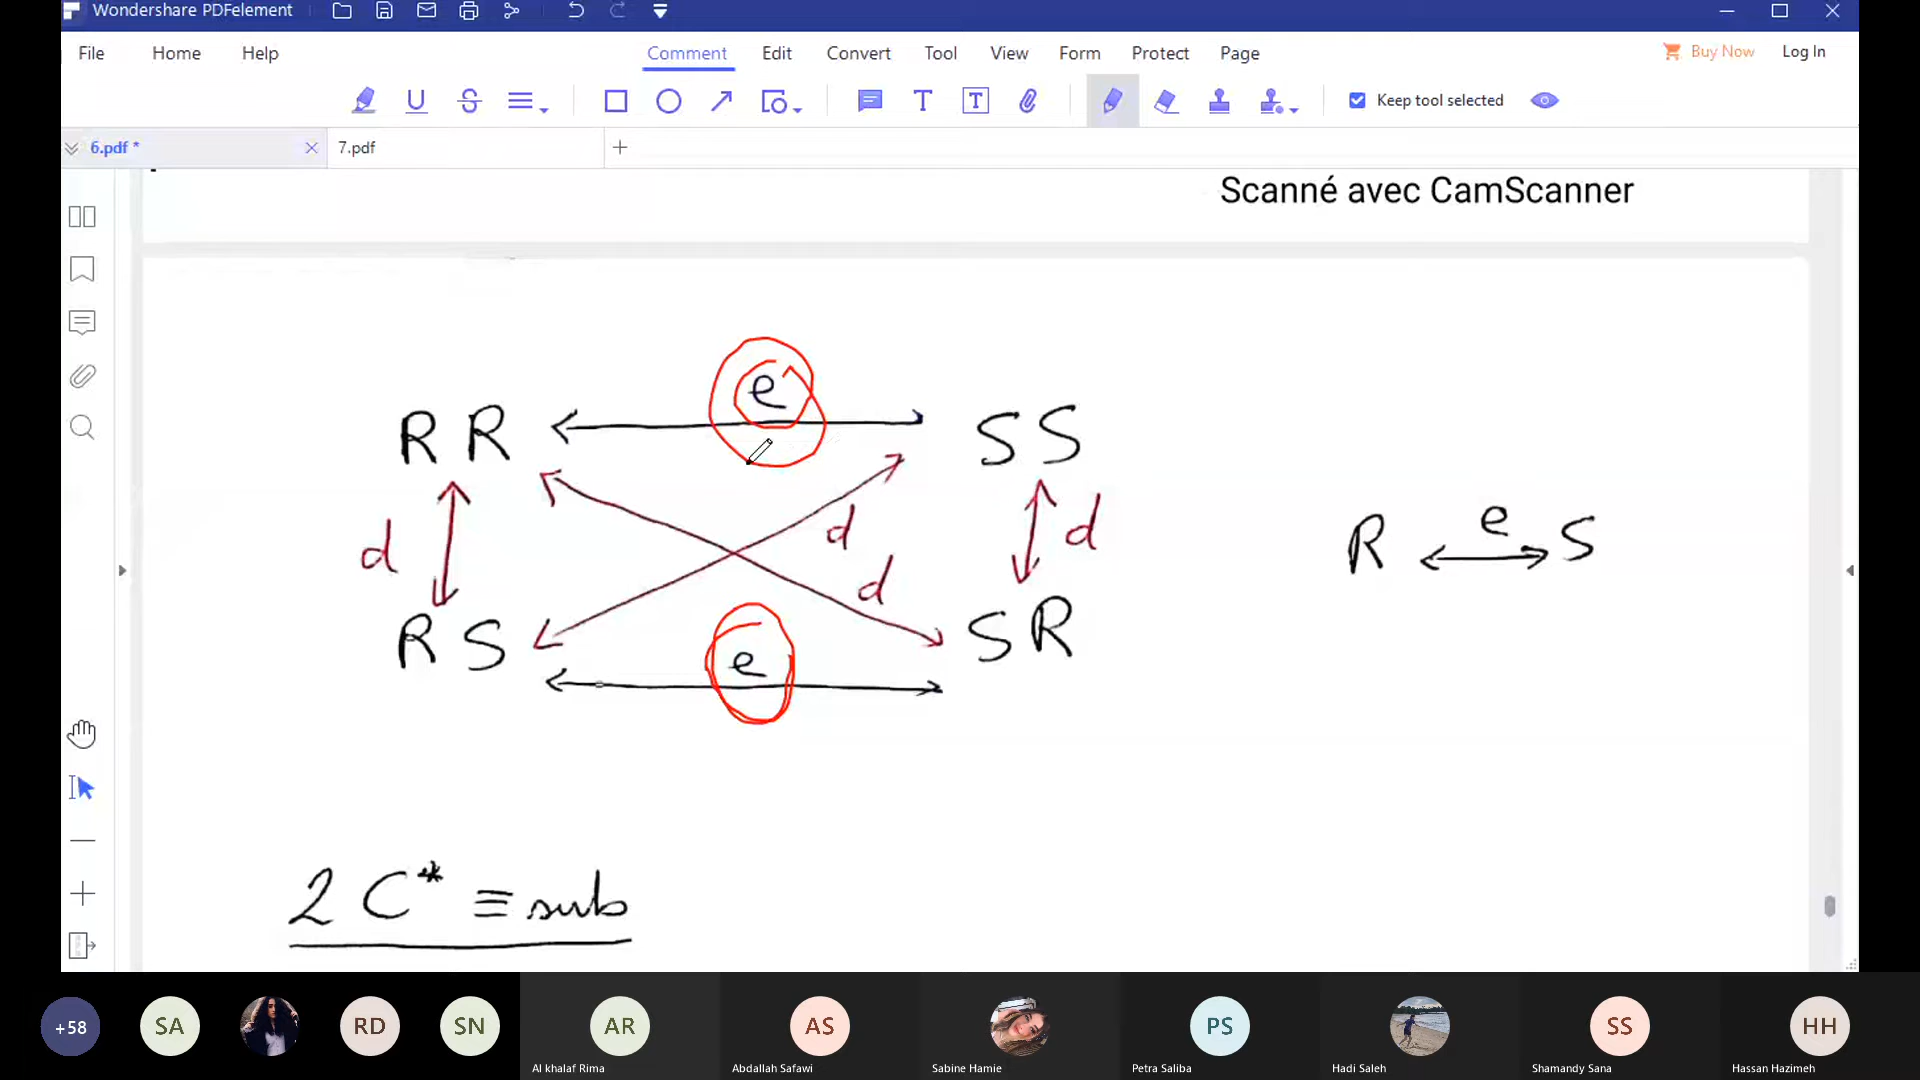 Wondershare PDFelement
File Home Help Comment Edit Convert Tool View Form Protect Page Buy Now Log In
Keep tool selected
6.pdf * 7.pdf
Scanné avec CamScanner
e
RR SS
d d d
R e S
d
RS SR
e
2 C* ≡ sub
+58 SA RD SN AR AS PS SS HH
Al khalaf Rima Abdallah Safawi Sabine Hamie Petra Saliba Hadi Saleh Shamandy Sana Hassan Hazimeh